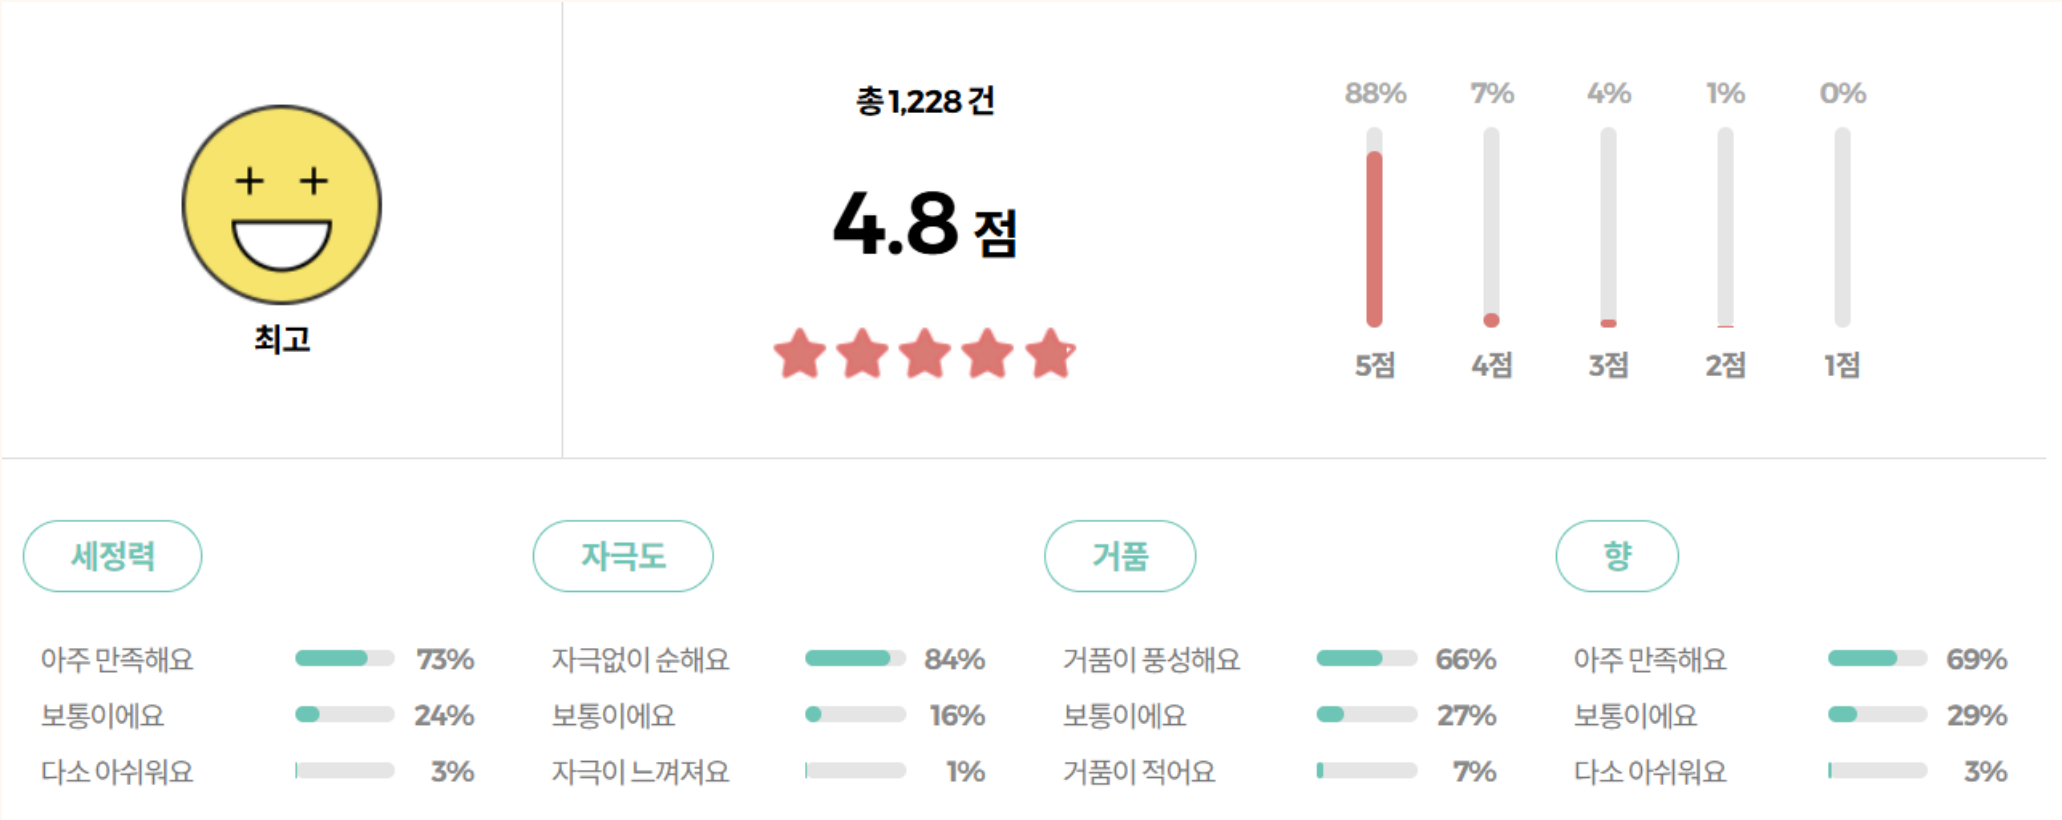 최고
총 1,228 건
4.8 점
88% 7% 4% 1% 0%
5점 4점 3점 2점 1점
세정력
아주 만족해요 73%
보통이에요 24%
다소 아쉬워요 3%
자극도
자극없이 순해요 84%
보통이에요 16%
자극이 느껴져요 1%
거품
거품이 풍성해요 66%
보통이에요 27%
거품이 적어요 7%
향
아주 만족해요 69%
보통이에요 29%
다소 아쉬워요 3%